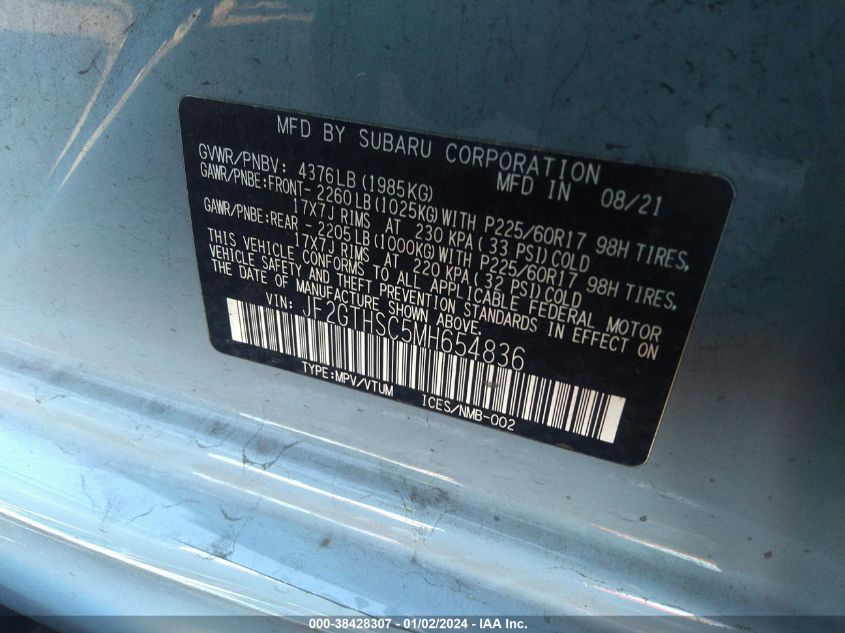 MFD BY SUBARU CORPORATION
GVWR/PNBV: 4376LB (1985KG) MFD IN 08/21
GAWR/PNBE:FRONT- 2260LB (1025KG) WITH P225/60R17 98H TIRES,
17X7J RIMS AT 230 KPA ( 33 PSI) COLD
GAWR/PNBE:REAR - 2205LB (1000KG) WITH P225/60R17 98H TIRES,
17X7J RIMS AT 220 KPA ( 32 PSI) COLD
THIS VEHICLE CONFORMS TO ALL APPLICABLE FEDERAL MOTOR
VEHICLE SAFETY AND THEFT PREVENTION STANDARDS IN EFFECT ON
THE DATE OF MANUFACTURE SHOWN ABOVE.
VIN: JF2GTHSC5MH654836
TYPE:MPV/VTUM ICES/NMB-002
000-38428307 - 01/02/2024 - IAA Inc.